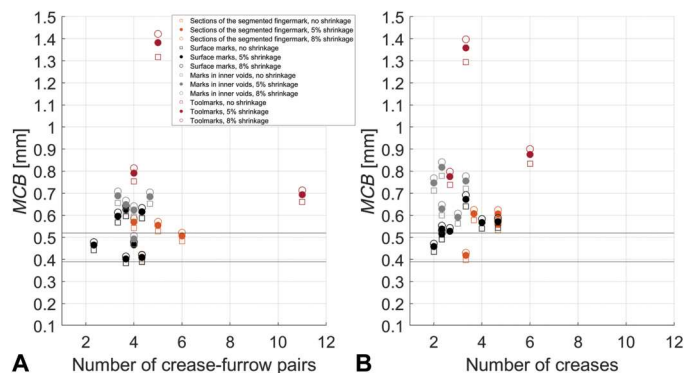 1.5
1.4
1.3
1.2
1.1
1
0.9
0.8
0.7
0.6
0.5
0.4
0.3
0.2
0.1
MCB [mm]
2
4
6
8
10
12
Number of crease-furrow pairs
A
Sections of the segmented fingermark, no shrinkage
Sections of the segmented fingermark, 5% shrinkage
Sections of the segmented fingermark, 8% shrinkage
Surface marks, no shrinkage
Surface marks, 5% shrinkage
Surface marks, 8% shrinkage
Marks in inner voids, no shrinkage
Marks in inner voids, 5% shrinkage
Marks in inner voids, 8% shrinkage
Toolmarks, no shrinkage
Toolmarks, 5% shrinkage
Toolmarks, 8% shrinkage
1.5
1.4
1.3
1.2
1.1
1
0.9
0.8
0.7
0.6
0.5
0.4
0.3
0.2
0.1
MCB [mm]
2
4
6
8
10
12
Number of creases
B